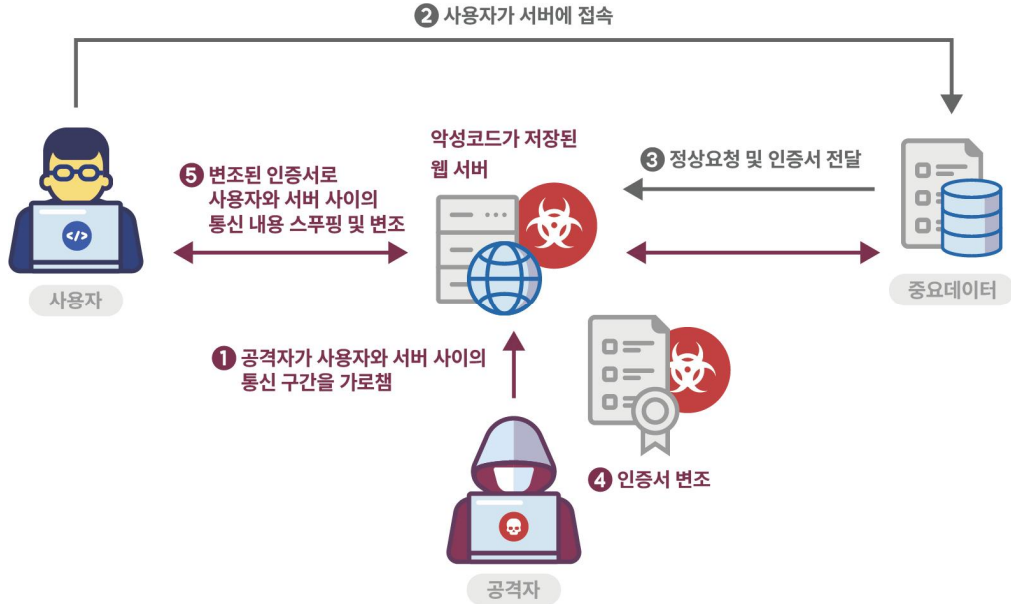 ❷ 사용자가 서버에 접속
악성코드가 저장된
웹 서버
❸ 정상요청 및 인증서 전달
❺ 변조된 인증서로
사용자와 서버 사이의
통신 내용 스푸핑 및 변조
</>
사용자
중요데이터
❶ 공격자가 사용자와 서버 사이의
통신 구간을 가로챔
❹ 인증서 변조
공격자